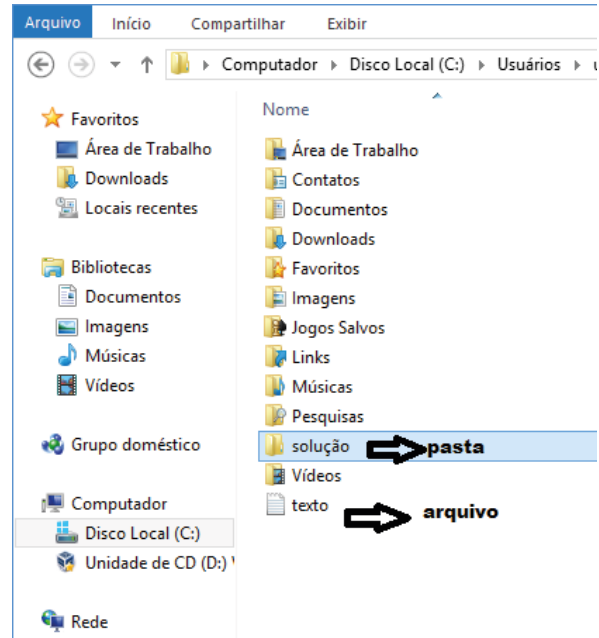 Arquivo Início Compartilhar Exibir
Computador Disco Local (C:) Usuários
Favoritos
Área de Trabalho
Downloads
Locais recentes
Bibliotecas
Documentos
Imagens
Músicas
Vídeos
Grupo doméstico
Computador
Disco Local (C:)
Unidade de CD (D:)
Rede
Nome
Área de Trabalho
Contatos
Documentos
Downloads
Favoritos
Imagens
Jogos Salvos
Links
Músicas
Pesquisas
solução pasta
Vídeos
texto arquivo